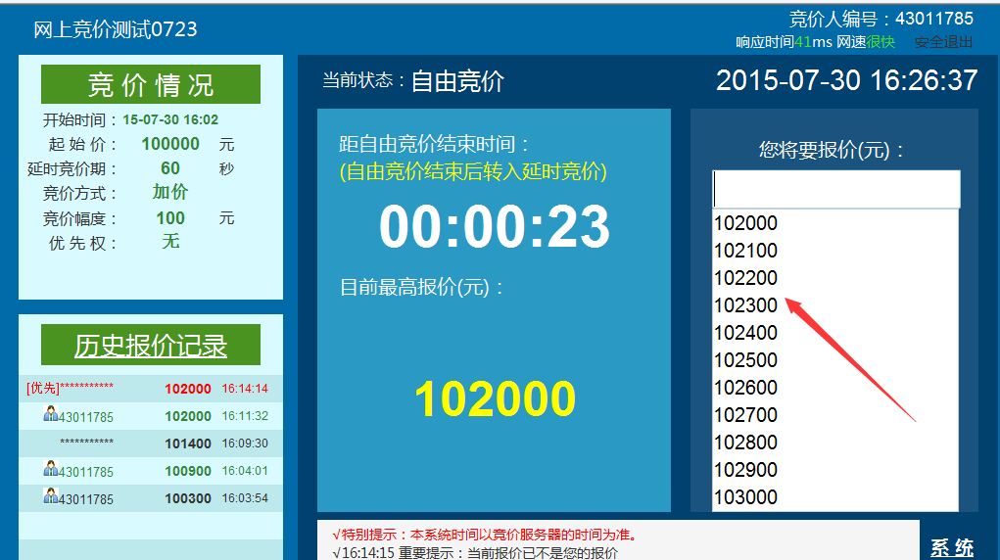 网上竞价测试0723
竞价人编号：43011785
响应时间41ms 网速很快 安全退出
竞 价 情 况
开始时间：15-07-30 16:02
起 始 价： 100000 元
延时竞价期： 60 秒
竞价方式： 加价
竞价幅度： 100 元
优 先 权： 无
历史报价记录
[优先]*********** 102000 16:14:14
43011785 102000 16:11:32
*********** 101400 16:09:30
43011785 100900 16:04:01
43011785 100300 16:03:54
当前状态：自由竞价
2015-07-30 16:26:37
距自由竞价结束时间：
(自由竞价结束后转入延时竞价)
00:00:23
目前最高报价(元)：
102000
您将要报价(元)：
102000
102100
102200
102300
102400
102500
102600
102700
102800
102900
103000
√特别提示：本系统时间以竞价服务器的时间为准。
√16:14:15 重要提示：当前报价已不是您的报价
系 统